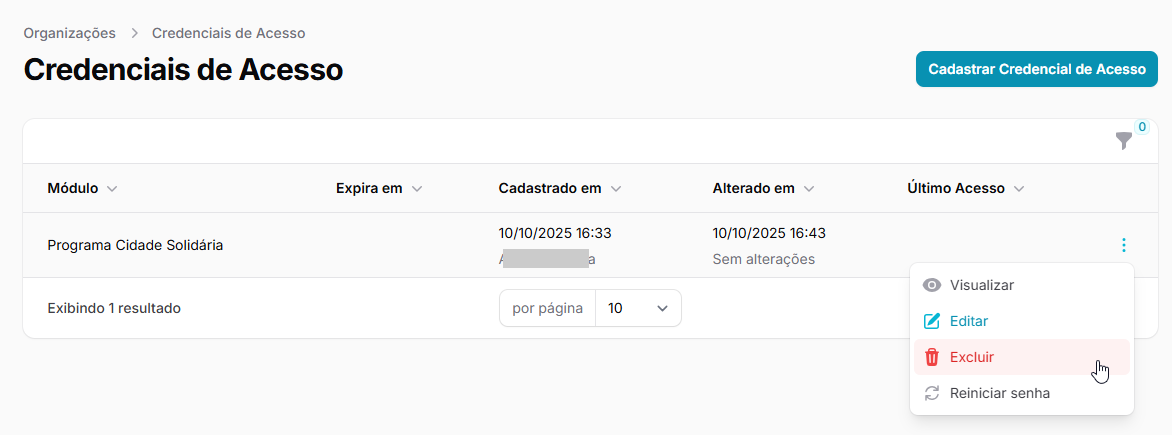 Organizações > Credenciais de Acesso
Credenciais de Acesso
Cadastrar Credencial de Acesso
0
Módulo Expira em Cadastrado em Alterado em Último Acesso
10/10/2025 16:33 10/10/2025 16:43
Programa Cidade Solidária
Sem alterações
Visualizar
Exibindo 1 resultado por página 10
Editar
Excluir
Reiniciar senha